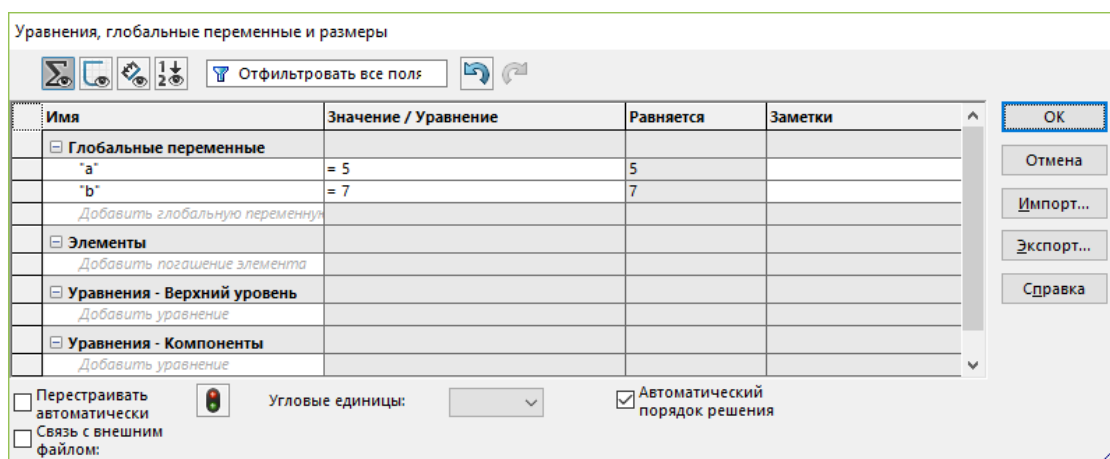 Уравнения, глобальные переменные и размеры
Отфильтровать все поля
Имя Значение / Уравнение Равняется Заметки
Глобальные переменные
"a" = 5 5
"b" = 7 7
Добавить глобальную переменную
Элементы
Добавить погашение элемента
Уравнения - Верхний уровень
Добавить уравнение
Уравнения - Компоненты
Добавить уравнение
OK
Отмена
Импорт...
Экспорт...
Справка
Перестраивать
автоматически
Угловые единицы:
Автоматический
порядок решения
Связь с внешним
файлом: